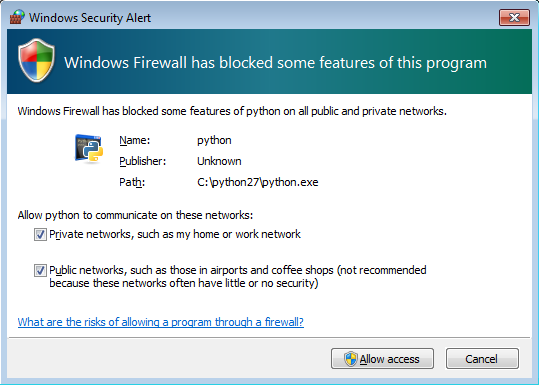 Windows Security Alert
Windows Firewall has blocked some features of this program
Windows Firewall has blocked some features of python on all public and private networks.
Name: python
Publisher: Unknown
Path: C:\python27\python.exe
Allow python to communicate on these networks:
Private networks, such as my home or work network
Public networks, such as those in airports and coffee shops (not recommended
because these networks often have little or no security)
What are the risks of allowing a program through a firewall?
Allow access Cancel